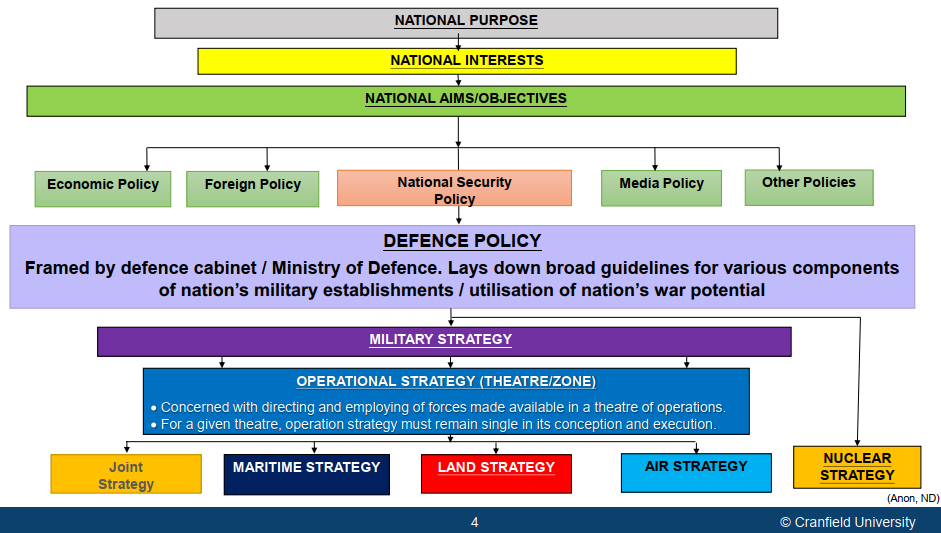 NATIONAL PURPOSE
NATIONAL INTERESTS
NATIONAL AIMS/OBJECTIVES
Economic Policy
Foreign Policy
National Security
Policy
Media Policy
Other Policies
DEFENCE POLICY
Framed by defence cabinet / Ministry of Defence. Lays down broad guidelines for various components
of nation’s military establishments / utilisation of nation’s war potential
MILITARY STRATEGY
OPERATIONAL STRATEGY (THEATRE/ZONE)
• Concerned with directing and employing of forces made available in a theatre of operations.
• For a given theatre, operation strategy must remain single in its conception and execution.
Joint
Strategy
MARITIME STRATEGY
LAND STRATEGY
AIR STRATEGY
NUCLEAR
STRATEGY
(Anon, ND)
4
© Cranfield University